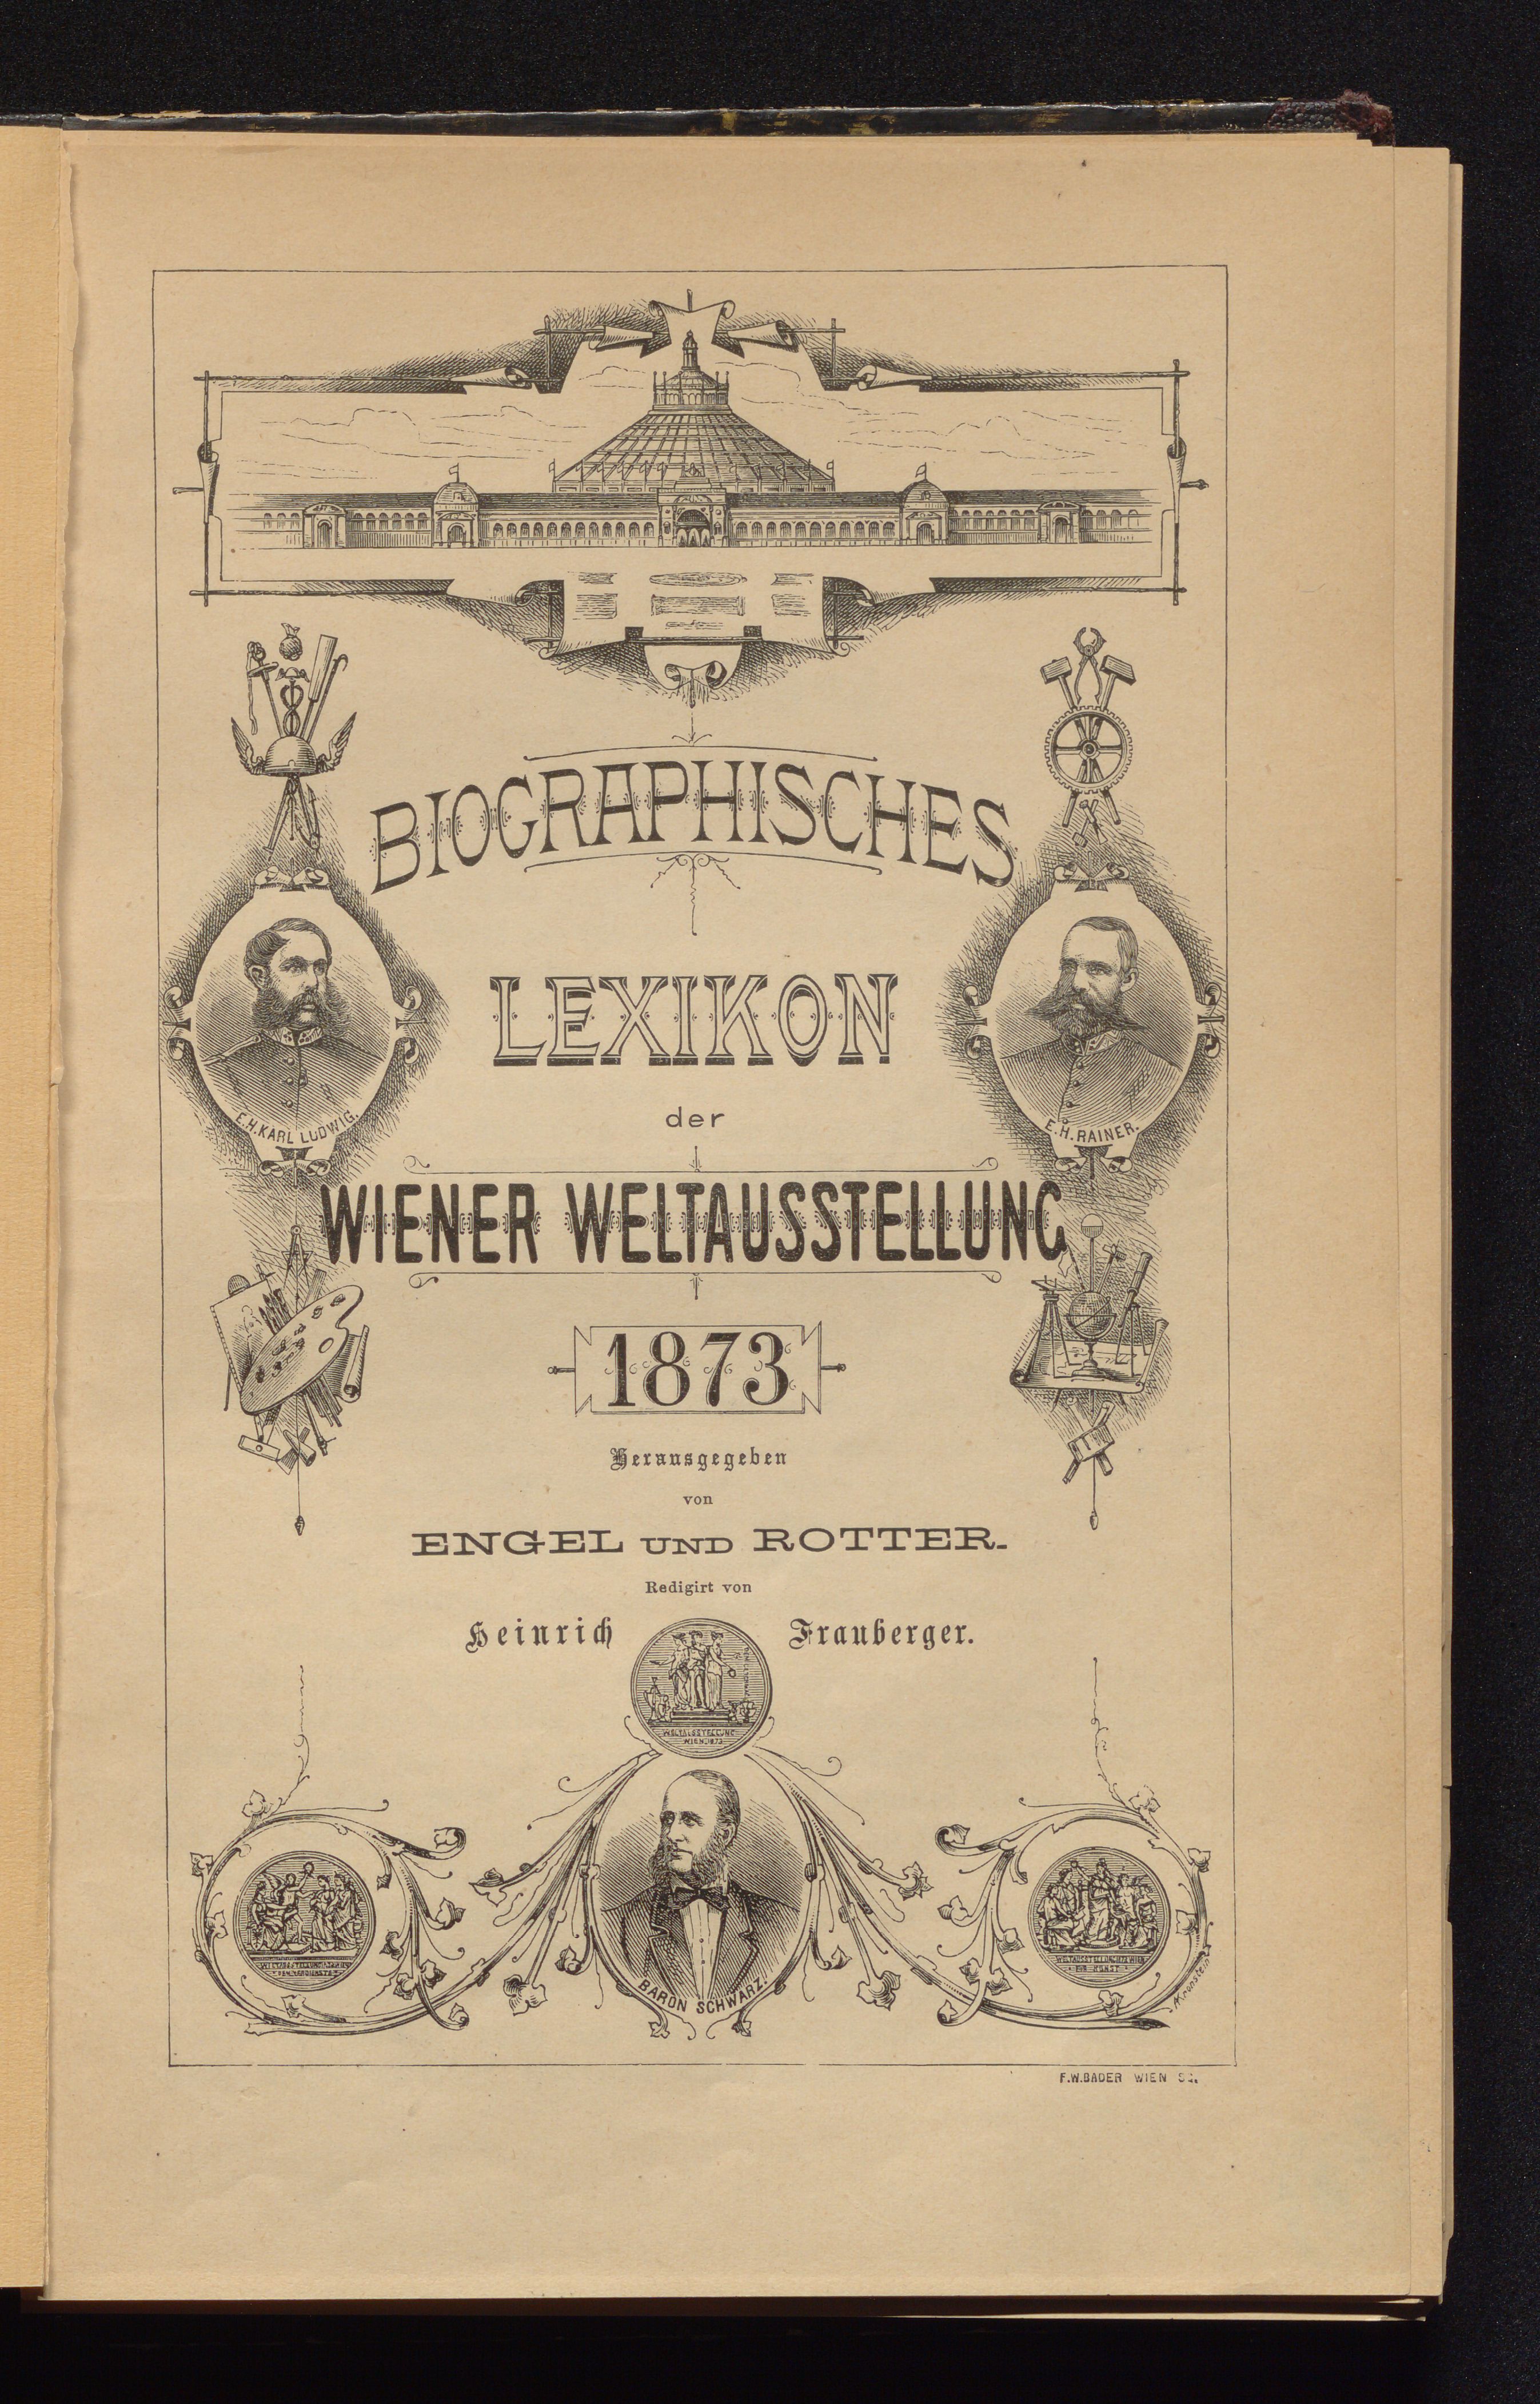 BIOGRAPHISCHES
E.H.KARL LUDWIG.
LEXIKON
E.H.RAINER.
der
WIENER WELTAUSSTELLUNG
1873
Herausgegeben
von
ENGEL UND ROTTER.
Redigirt von
Heinrich Frauberger.
WELTAUSSTELLUNG
WIEN 1873
BARON SCHWARZ.
F.W.BADER WIEN SC.